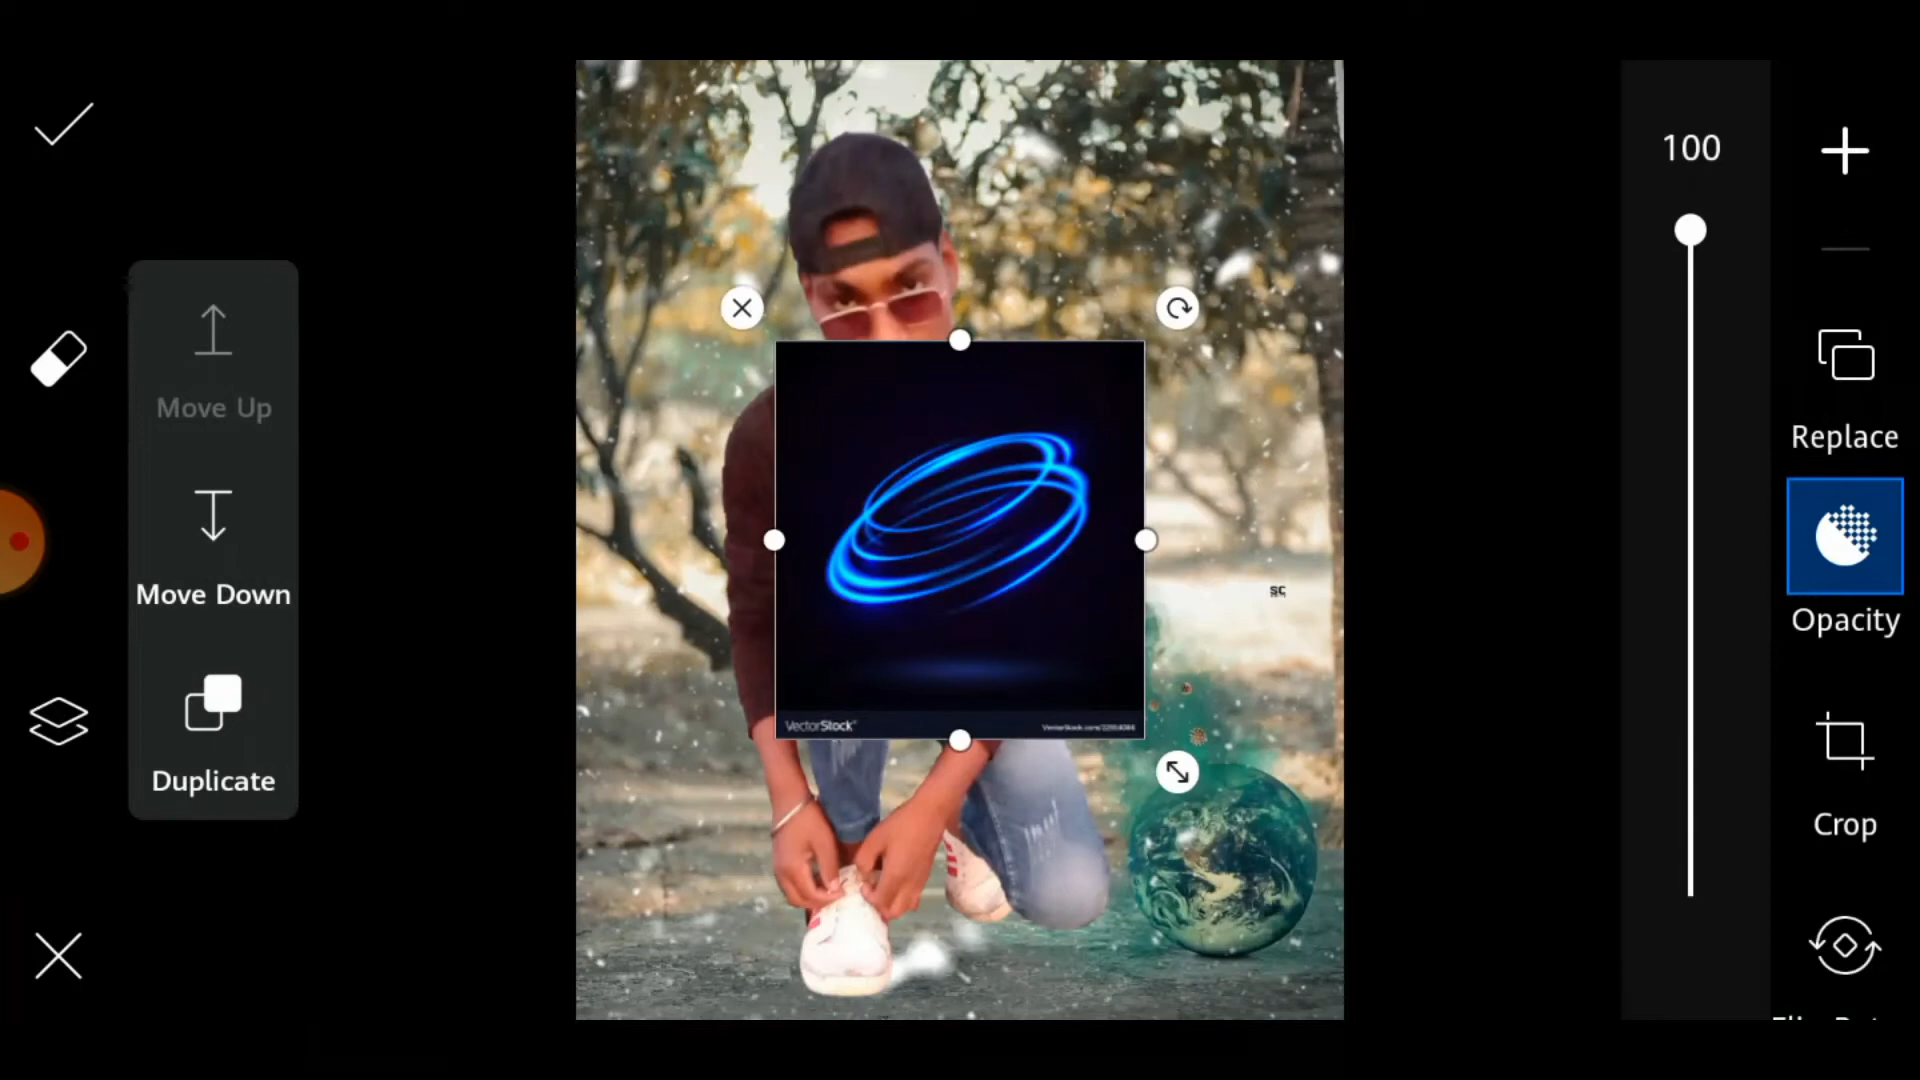 100
Move Up
Replace
Move Down
SC
Opacity
VectorStock®
Duplicate
Crop